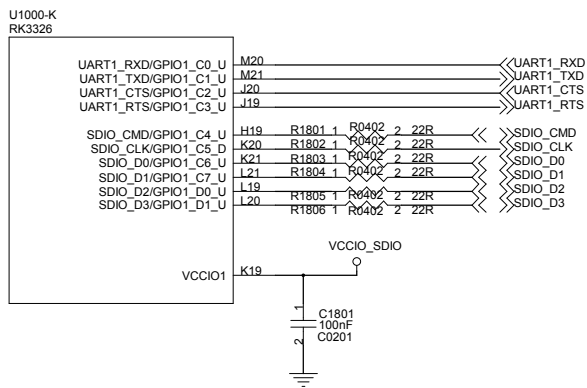 U1000-K
RK3326
UART1_RXD/GPIO1_C0_U M20 UART1_RXD
UART1_TXD/GPIO1_C1_U M21 UART1_TXD
UART1_CTS/GPIO1_C2_U J20 UART1_CTS
UART1_RTS/GPIO1_C3_U J19 UART1_RTS
SDIO_CMD/GPIO1_C4_U H19 R1801 1 R0402 2 22R SDIO_CMD
SDIO_CLK/GPIO1_C5_D K20 R1802 1 R0402 2 22R SDIO_CLK
SDIO_D0/GPIO1_C6_U K21 R1803 1 R0402 2 22R SDIO_D0
SDIO_D1/GPIO1_C7_U L21 R1804 1 R0402 2 22R SDIO_D1
SDIO_D2/GPIO1_D0_U L19 R1805 1 R0402 2 22R SDIO_D2
SDIO_D3/GPIO1_D1_U L20 R1806 1 R0402 2 22R SDIO_D3
VCCIO_SDIO
VCCIO1 K19
1
C1801
100nF
2 C0201